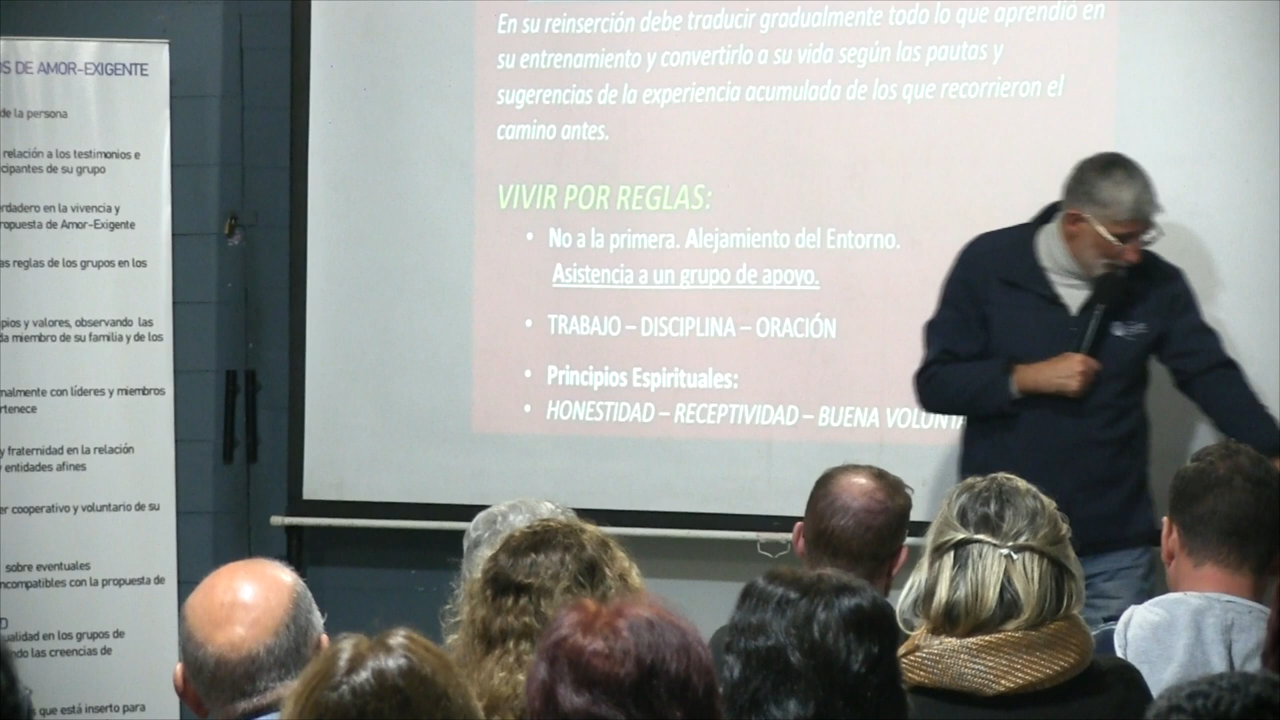 S DE AMOR-EXIGENTE
de la persona
relación a los testimonios e
cipantes de su grupo
rdadero en la vivencia y
ropuesta de Amor-Exigente
as reglas de los grupos en los
pios y valores, observando las
da miembro de su familia y de los
nalmente con líderes y miembros
rtenece
y fraternidad en la relación
entidades afines
er cooperativo y voluntario de su
sobre eventuales
ncompatibles con la propuesta de
D
ualidad en los grupos de
ndo las creencias de
s que está inserto para
En su reinserción debe traducir gradualmente todo lo que aprendió en
su entrenamiento y convertirlo a su vida según las pautas y
sugerencias de la experiencia acumulada de los que recorrieron el
camino antes.
VIVIR POR REGLAS:
• No a la primera. Alejamiento del Entorno.
Asistencia a un grupo de apoyo.
• TRABAJO – DISCIPLINA – ORACIÓN
• Principios Espirituales:
• HONESTIDAD – RECEPTIVIDAD – BUENA VOLUNTA